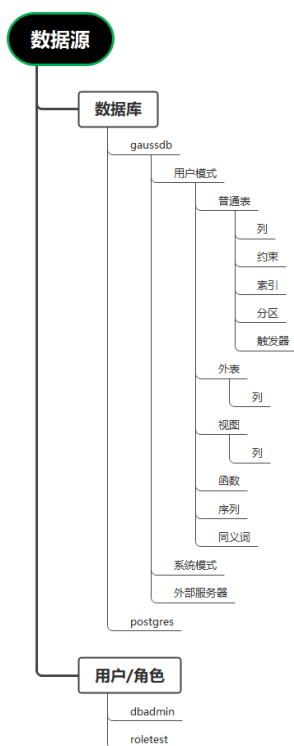 数据源
数据库
gaussdb
用户模式
普通表
列
约束
索引
分区
触发器
外表
列
视图
列
函数
序列
同义词
系统模式
外部服务器
postgres
用户/角色
dbadmin
roletest